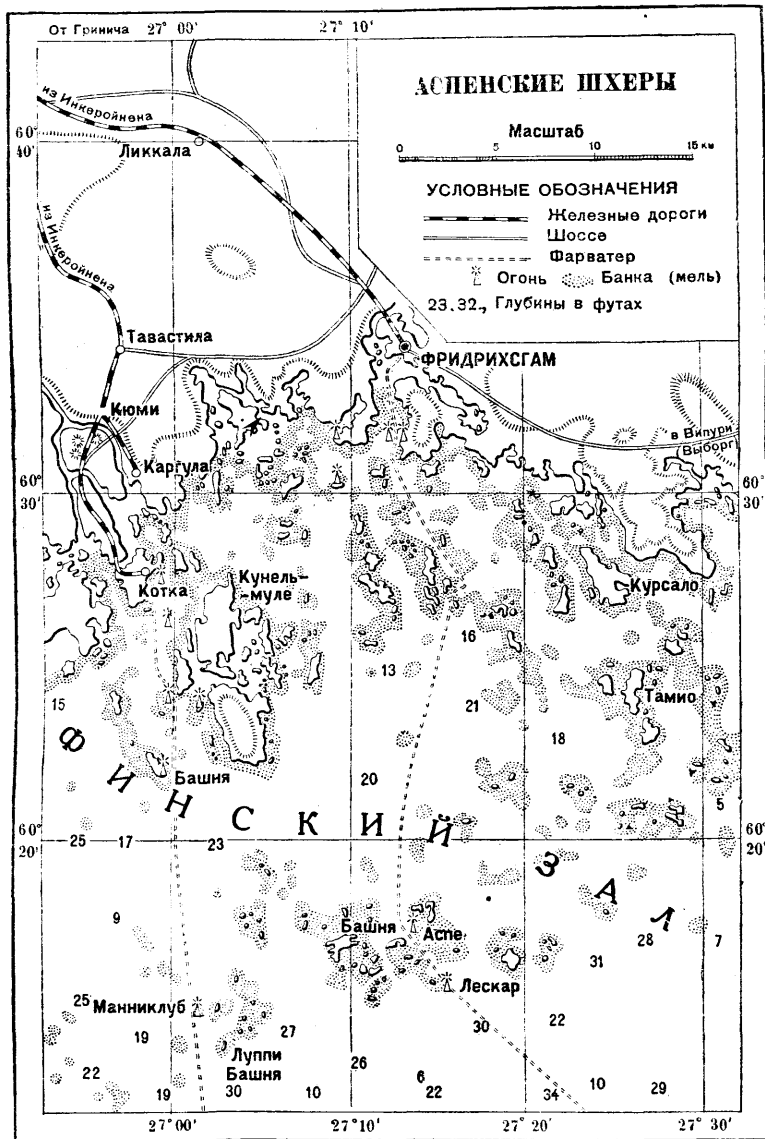 От Гринича 27° 00′ 27° 10′
АСПЕНСКИЕ ШХЕРЫ
Масштаб
0 5 10 15 км
УСЛОВНЫЕ ОБОЗНАЧЕНИЯ
Железные дороги
Шоссе
Фарватер
Огонь Банка (мель)
23.32., Глубины в футах
из Инкеройнена
60°
40′
Ликкала
из Инкеройнена
Тавастила
ФРИДРИХСГАМ
Кюми
в Випури
(Выборг)
Каргула
60°
30′
60°
30′
Котка
Кунель-
-муле
Курсало
16
13
Тамио
15
21
18
Башня
20
5
ФИНСКИЙ ЗАЛ
60°
20′
25 17 23
60°
20′
9
Башня Аспе
28 7
31
Лескар
25
Манниклуб
19 27 30 22
Луппи
Башня
26 6
22 19 30 10 22 34 10 29
27° 00′ 27° 10′ 27° 20′ 27° 30′